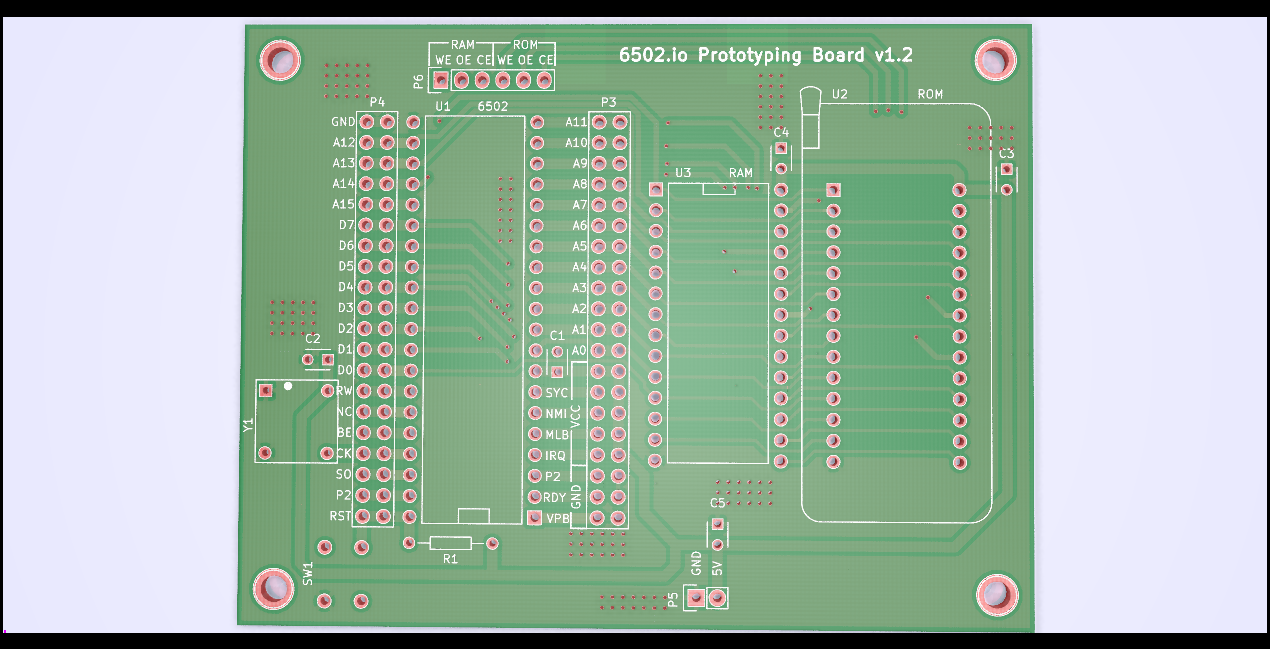 6502.io Prototyping Board v1.2
RAM ROM
WE OE CE WE OE CE
P6
P4
U1 6502
P3
U2 ROM
GND
A12
A13
A14
A15
D7
D6
D5
D4
D3
D2
D1
D0
RW
NC
BE
CK
SO
P2
RST
A11
A10
A9
A8
A7
A6
A5
A4
A3
A2
A1
A0
C1
SYC
NMI
MLB
IRQ
P2
RDY
VPB
VCC
GND
U3 RAM
C4
C3
C2
Y1
R1
SW1
C5
GND
5V
P5